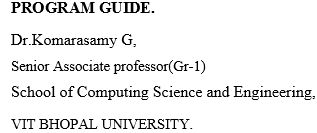 PROGRAM GUIDE.
Dr.Komarasamy G,
Senior Associate professor(Gr-1)
School of Computing Science and Engineering,
VIT BHOPAL UNIVERSITY.